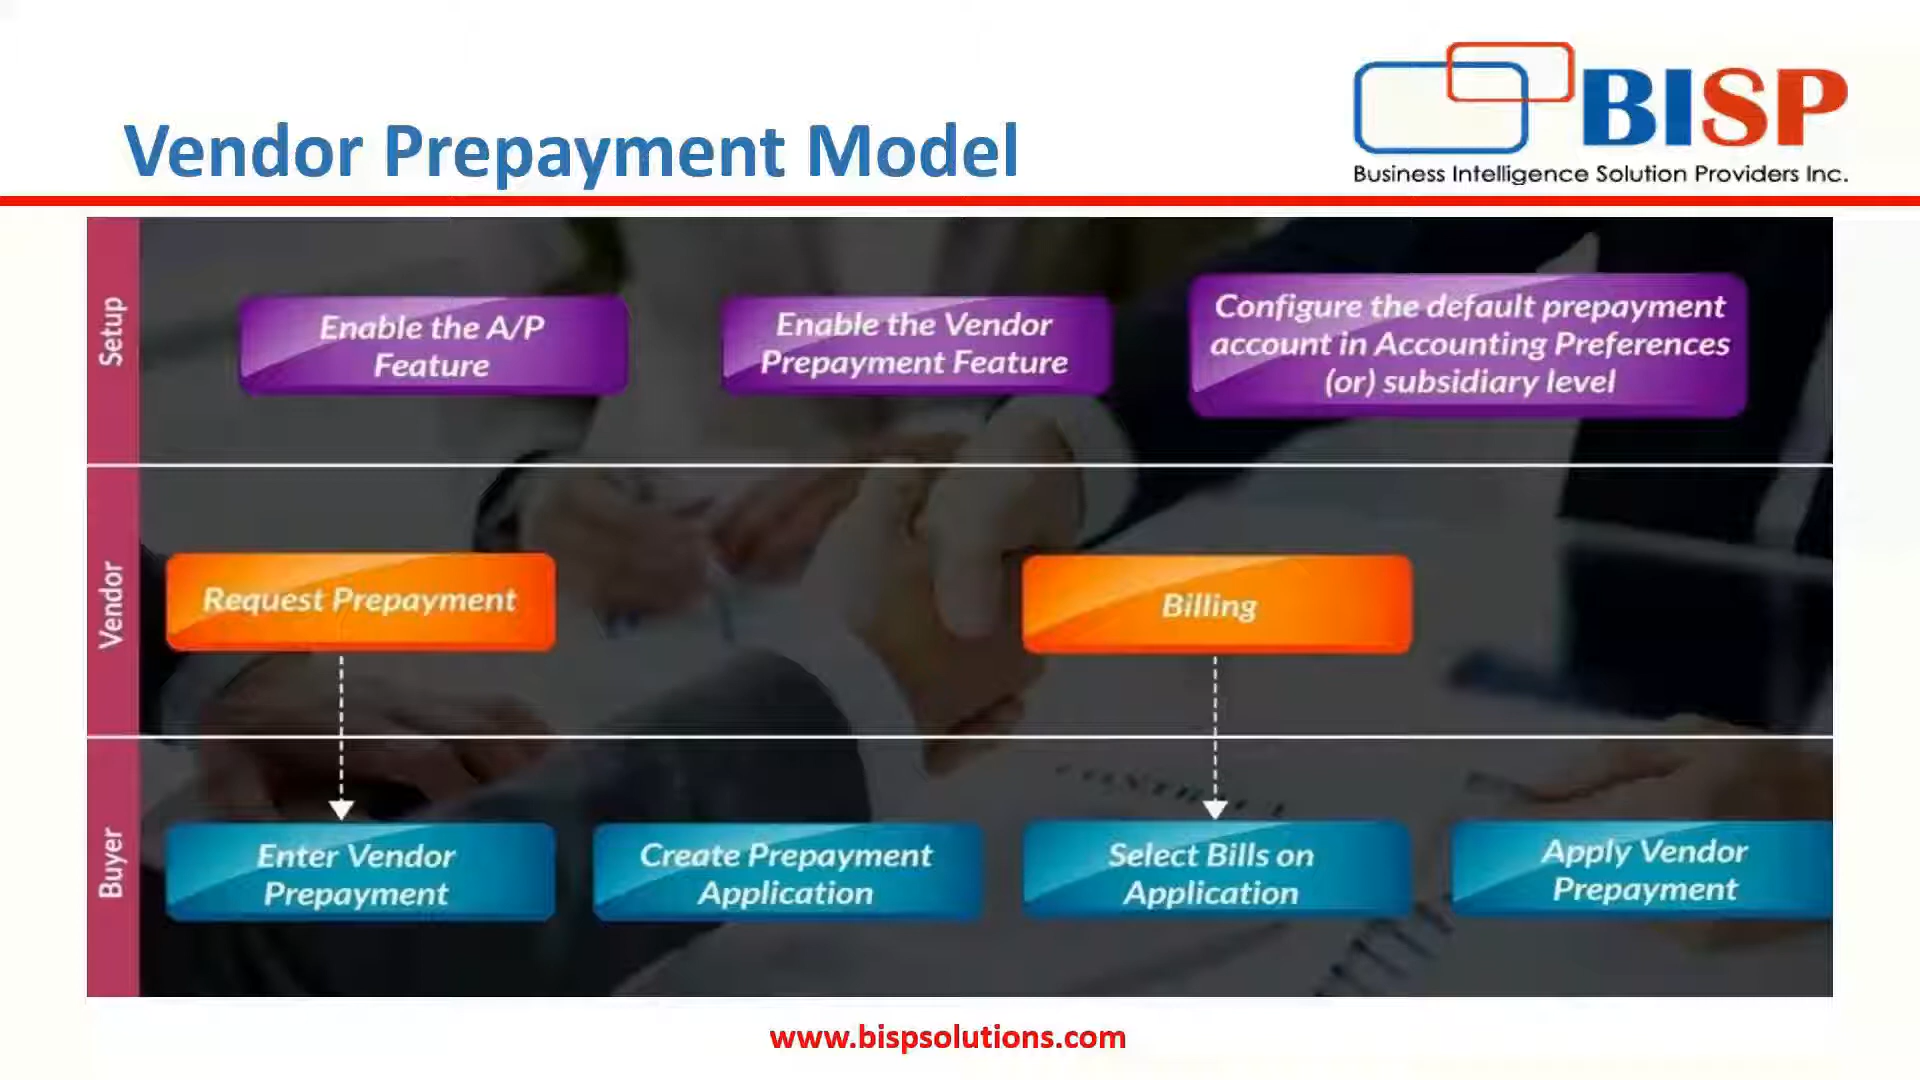 Vendor Prepayment Model
BISP
Business Intelligence Solution Providers Inc.
Setup
Enable the A/P
Feature
Enable the Vendor
Prepayment Feature
Configure the default prepayment
account in Accounting Preferences
(or) subsidiary level
Vendor
Request Prepayment
Billing
Buyer
Enter Vendor
Prepayment
Create Prepayment
Application
Select Bills on
Application
Apply Vendor
Prepayment
CONTRACT
www.bispsolutions.com